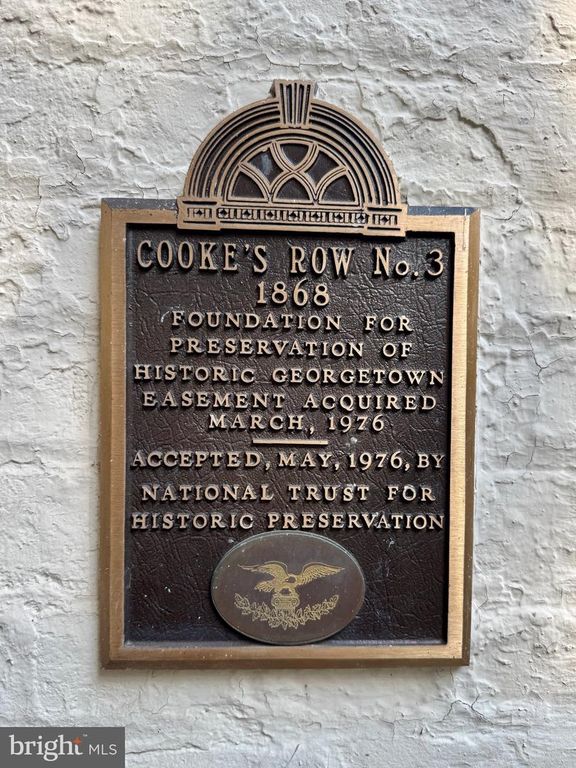 COOKE'S ROW No. 3
1868
FOUNDATION FOR
PRESERVATION OF
HISTORIC GEORGETOWN
EASEMENT ACQUIRED
MARCH, 1976
ACCEPTED, MAY, 1976, BY
NATIONAL TRUST FOR
HISTORIC PRESERVATION
bright MLS